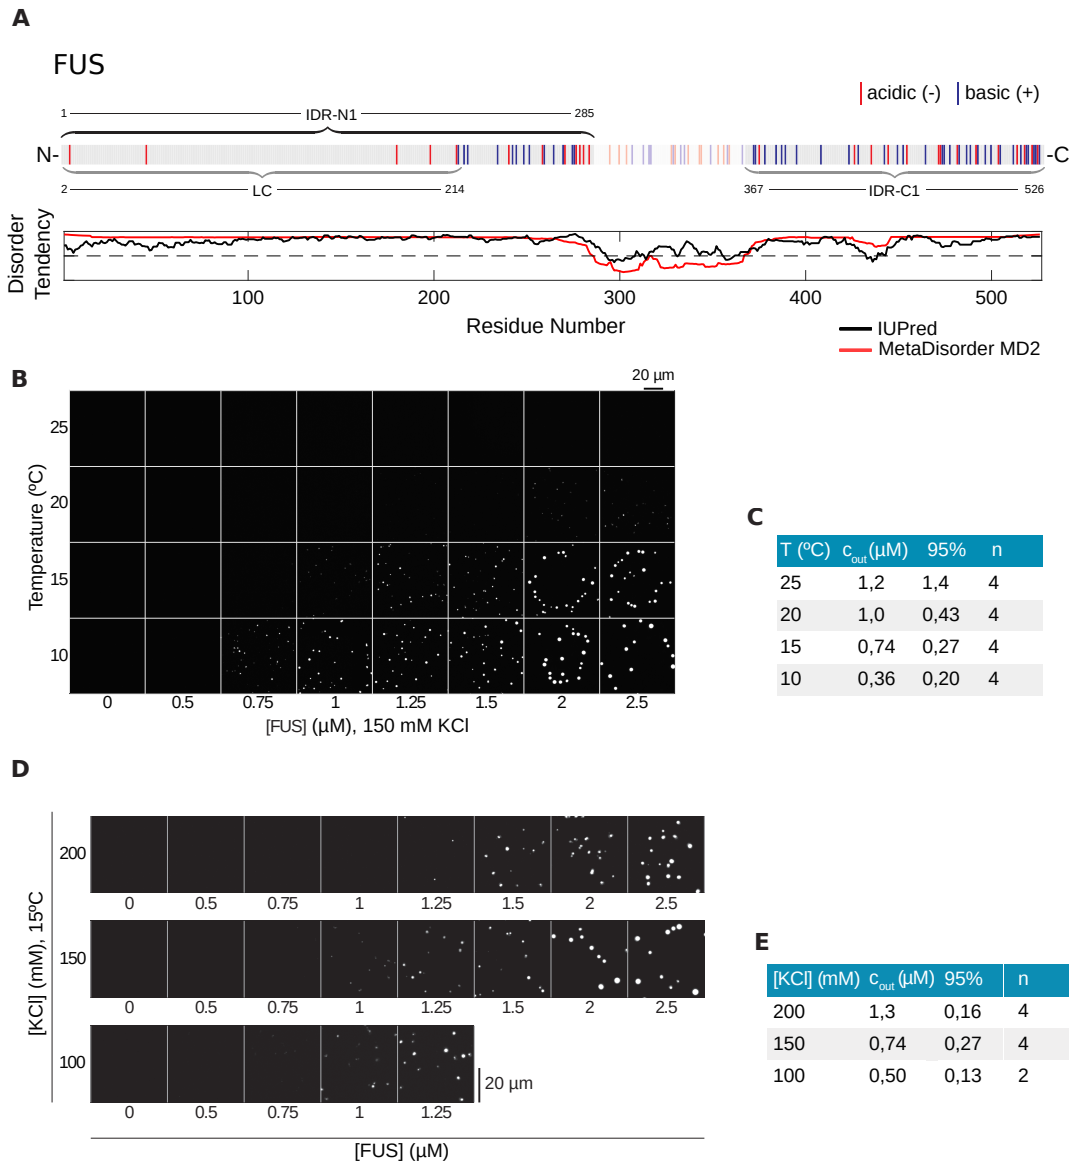 A
FUS
acidic (-) basic (+)
1 IDR-N1 285
N- -C
2 LC 214 367 IDR-C1 526
Disorder
Tendency
100 200 300 400 500
Residue Number
IUPred
MetaDisorder MD2
B
20 µm
Temperature (ºC)
25
20
15
10
0 0.5 0.75 1 1.25 1.5 2 2.5
[FUS] (µM), 150 mM KCl
C
T (ºC) cout (µM) 95% n
25 1,2 1,4 4
20 1,0 0,43 4
15 0,74 0,27 4
10 0,36 0,20 4
D
[KCl] (mM), 15ºC
200
0 0.5 0.75 1 1.25 1.5 2 2.5
150
0 0.5 0.75 1 1.25 1.5 2 2.5
100
20 µm
0 0.5 0.75 1 1.25
[FUS] (µM)
E
[KCl] (mM) cout (µM) 95% n
200 1,3 0,16 4
150 0,74 0,27 4
100 0,50 0,13 2